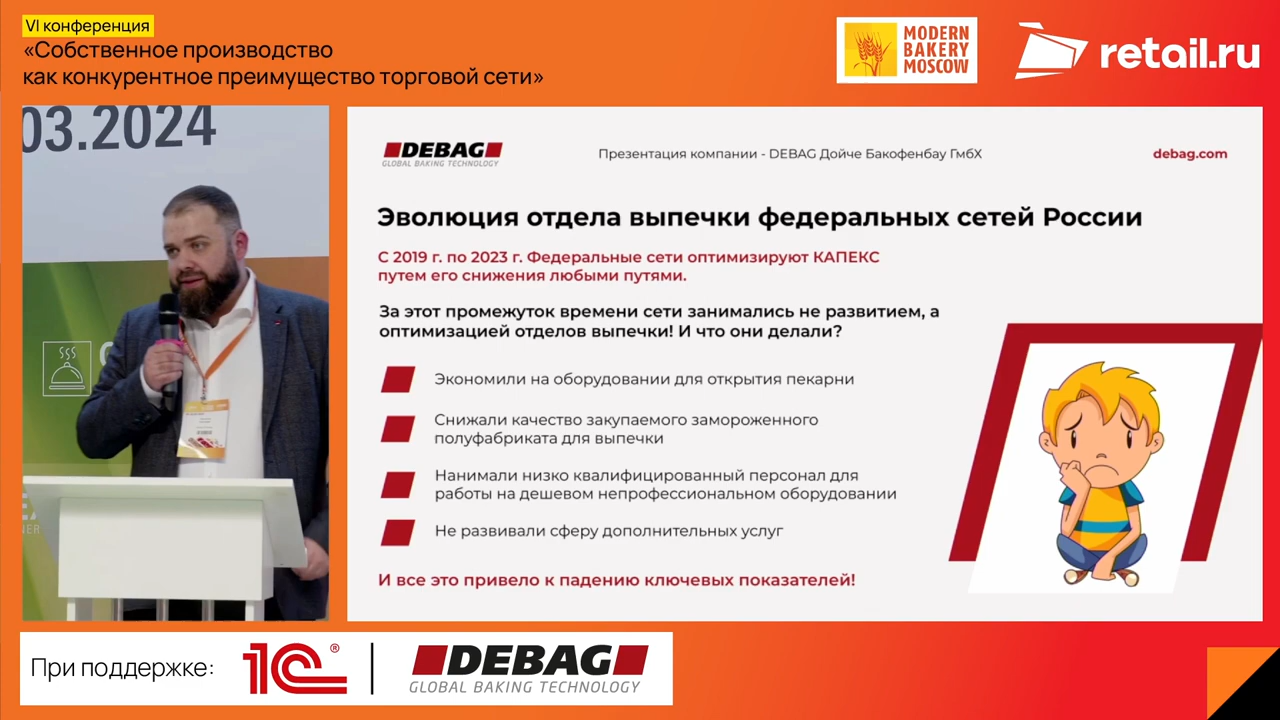 VI конференция
«Собственное производство
как конкурентное преимущество торговой сети»
MODERN
BAKERY
MOSCOW
retail.ru
03.2024
DEBAG
GLOBAL BAKING TECHNOLOGY
Презентация компании - DEBAG Дойче Бакофенбау ГмбХ
debag.com
Эволюция отдела выпечки федеральных сетей России
С 2019 г. по 2023 г. Федеральные сети оптимизируют КАПЕКС
путем его снижения любыми путями.
За этот промежуток времени сети занимались не развитием, а
оптимизацией отделов выпечки! И что они делали?
Экономили на оборудовании для открытия пекарни
Снижали качество закупаемого замороженного
полуфабриката для выпечки
Нанимали низко квалифицированный персонал для
работы на дешевом непрофессиональном оборудовании
Не развивали сферу дополнительных услуг
И все это привело к падению ключевых показателей!
При поддержке:
1С®
DEBAG
GLOBAL BAKING TECHNOLOGY